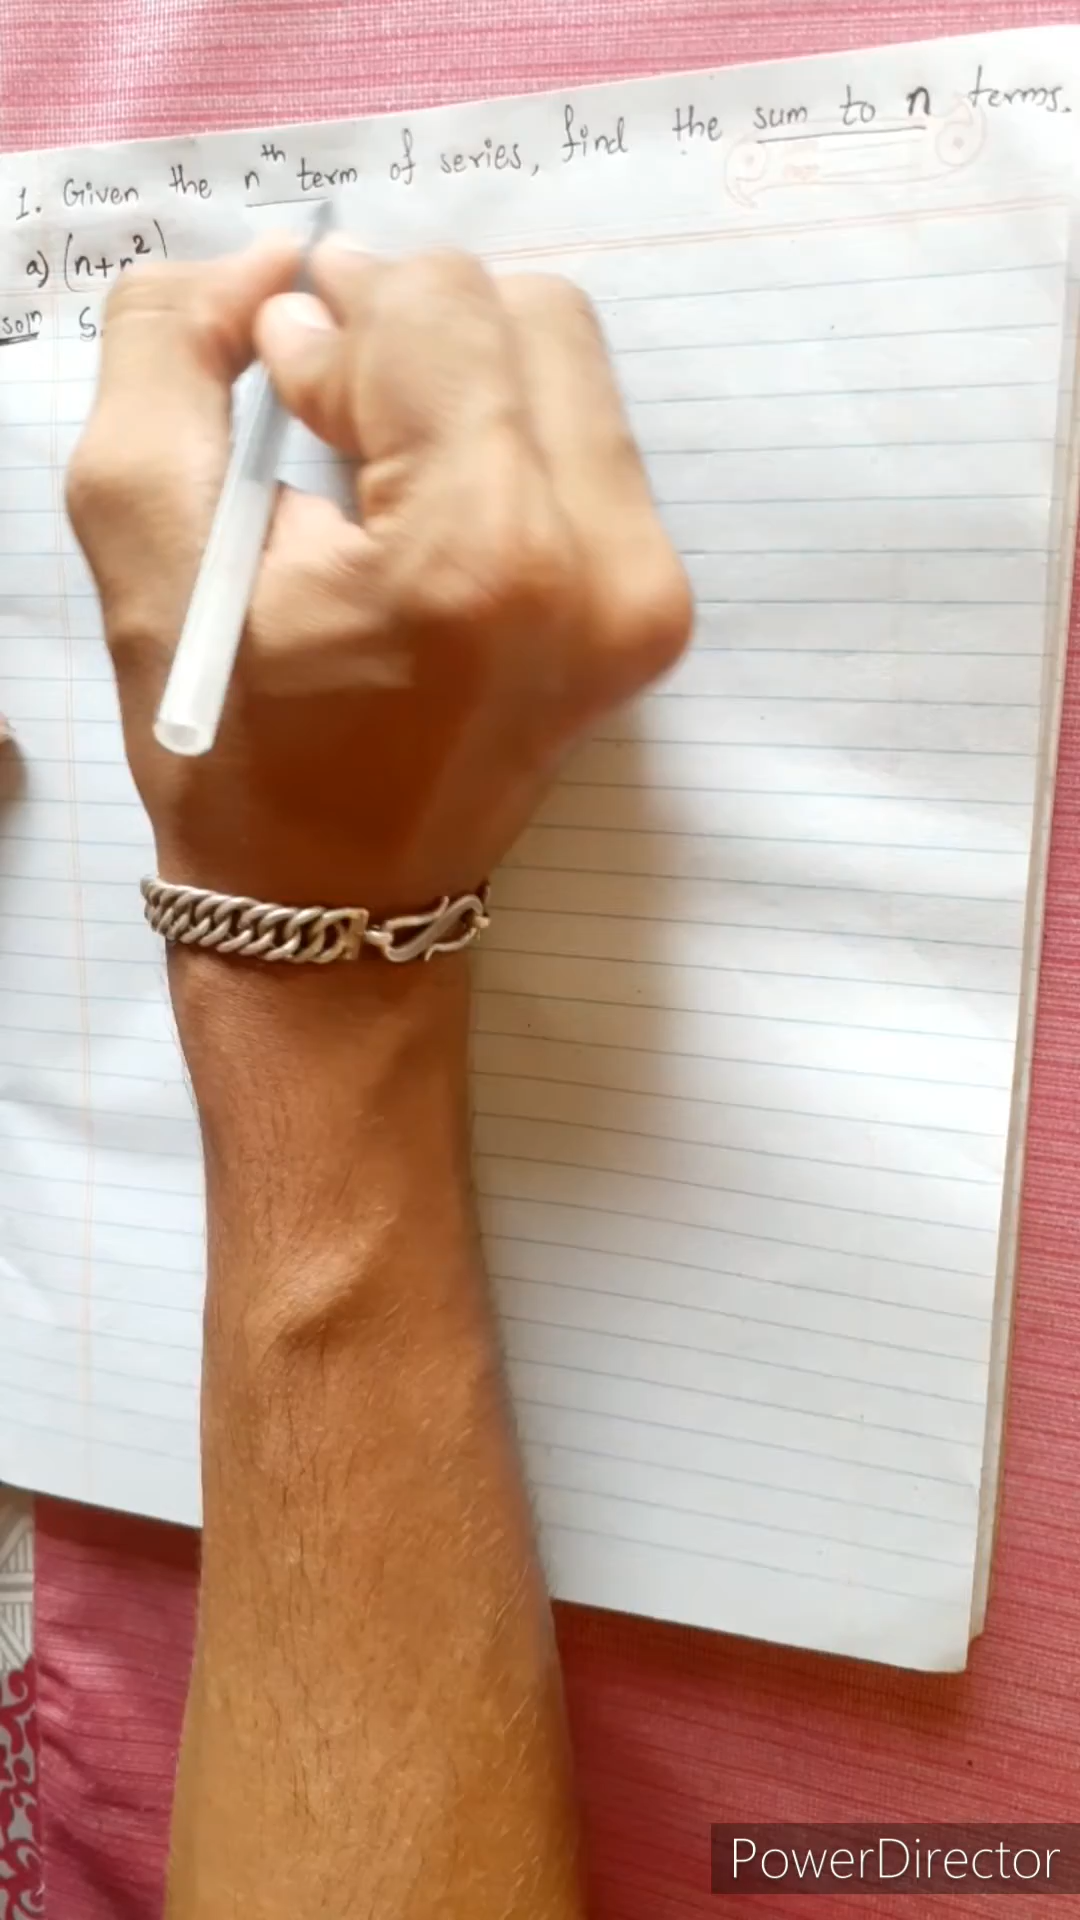 1. Given the nth term of series, find the sum to n terms.
a) (n+n²)
Soln S
PowerDirector